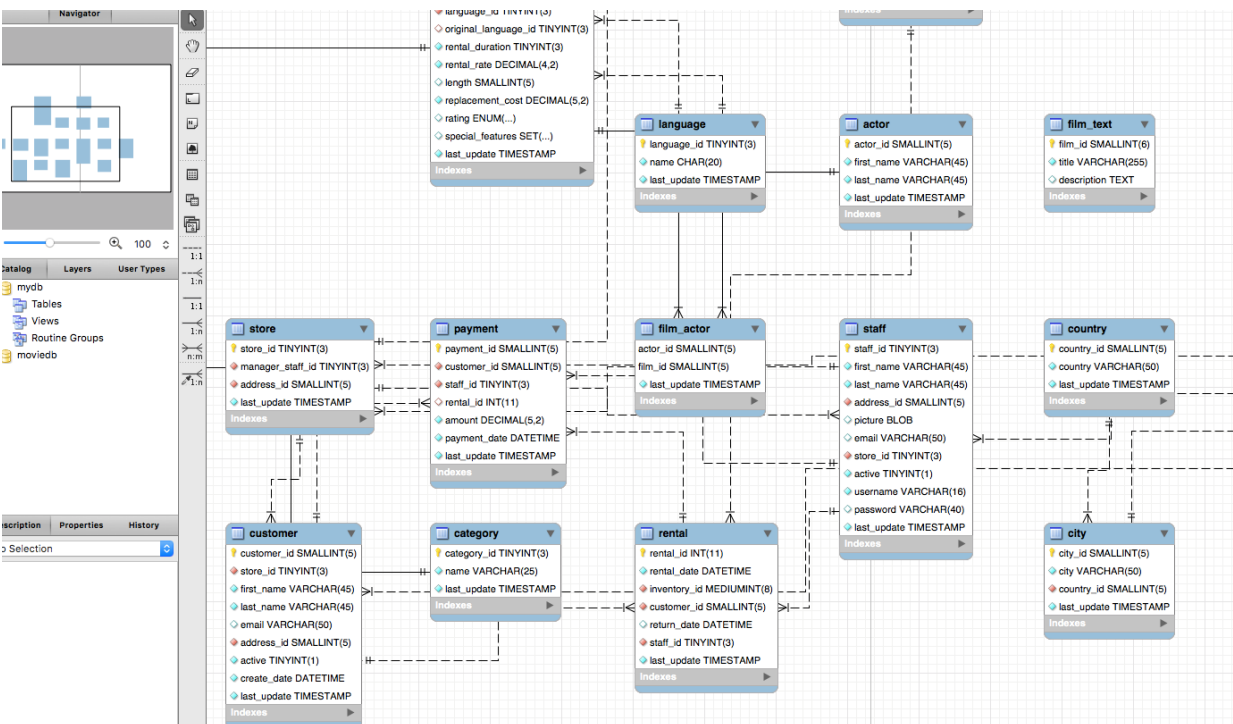 Navigator
100
Catalog Layers User Types
mydb
Tables
Views
Routine Groups
moviedb
Description Properties History
No Selection
1:1
1:n
1:1
1:n
n:m
1:n
language_id TINYINT(3)
original_language_id TINYINT(3)
rental_duration TINYINT(3)
rental_rate DECIMAL(4,2)
length SMALLINT(5)
replacement_cost DECIMAL(5,2)
rating ENUM(...)
special_features SET(...)
last_update TIMESTAMP
Indexes
language
language_id TINYINT(3)
name CHAR(20)
last_update TIMESTAMP
Indexes
actor
actor_id SMALLINT(5)
first_name VARCHAR(45)
last_name VARCHAR(45)
last_update TIMESTAMP
Indexes
film_text
film_id SMALLINT(6)
title VARCHAR(255)
description TEXT
Indexes
store
store_id TINYINT(3)
manager_staff_id TINYINT(3)
address_id SMALLINT(5)
last_update TIMESTAMP
Indexes
payment
payment_id SMALLINT(5)
customer_id SMALLINT(5)
staff_id TINYINT(3)
rental_id INT(11)
amount DECIMAL(5,2)
payment_date DATETIME
last_update TIMESTAMP
Indexes
film_actor
actor_id SMALLINT(5)
film_id SMALLINT(5)
last_update TIMESTAMP
Indexes
staff
staff_id TINYINT(3)
first_name VARCHAR(45)
last_name VARCHAR(45)
address_id SMALLINT(5)
picture BLOB
email VARCHAR(50)
store_id TINYINT(3)
active TINYINT(1)
username VARCHAR(16)
password VARCHAR(40)
last_update TIMESTAMP
Indexes
country
country_id SMALLINT(5)
country VARCHAR(50)
last_update TIMESTAMP
Indexes
customer
customer_id SMALLINT(5)
store_id TINYINT(3)
first_name VARCHAR(45)
last_name VARCHAR(45)
email VARCHAR(50)
address_id SMALLINT(5)
active TINYINT(1)
create_date DATETIME
last_update TIMESTAMP
Indexes
category
category_id TINYINT(3)
name VARCHAR(25)
last_update TIMESTAMP
Indexes
rental
rental_id INT(11)
rental_date DATETIME
inventory_id MEDIUMINT(8)
customer_id SMALLINT(5)
return_date DATETIME
staff_id TINYINT(3)
last_update TIMESTAMP
Indexes
city
city_id SMALLINT(5)
city VARCHAR(50)
country_id SMALLINT(5)
last_update TIMESTAMP
Indexes